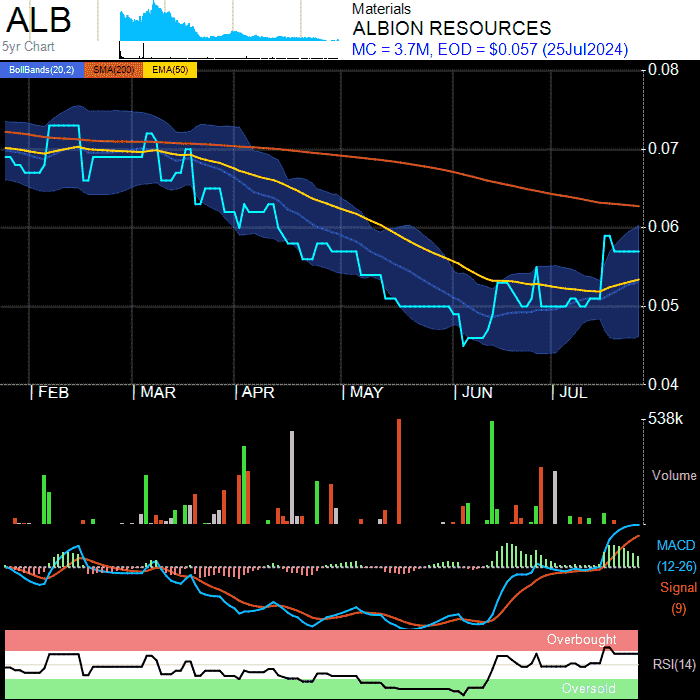 ALB
5yr Chart
Materials
ALBION RESOURCES
MC = 3.7M, EOD = $0.057 (25Jul2024)
BollBands(20,2) SMA(200) EMA(50)
0.08
0.07
0.06
0.05
0.04
FEB MAR APR MAY JUN JUL
538k
Volume
MACD
(12-26)
Signal
(9)
Overbought
RSI(14)
Oversold